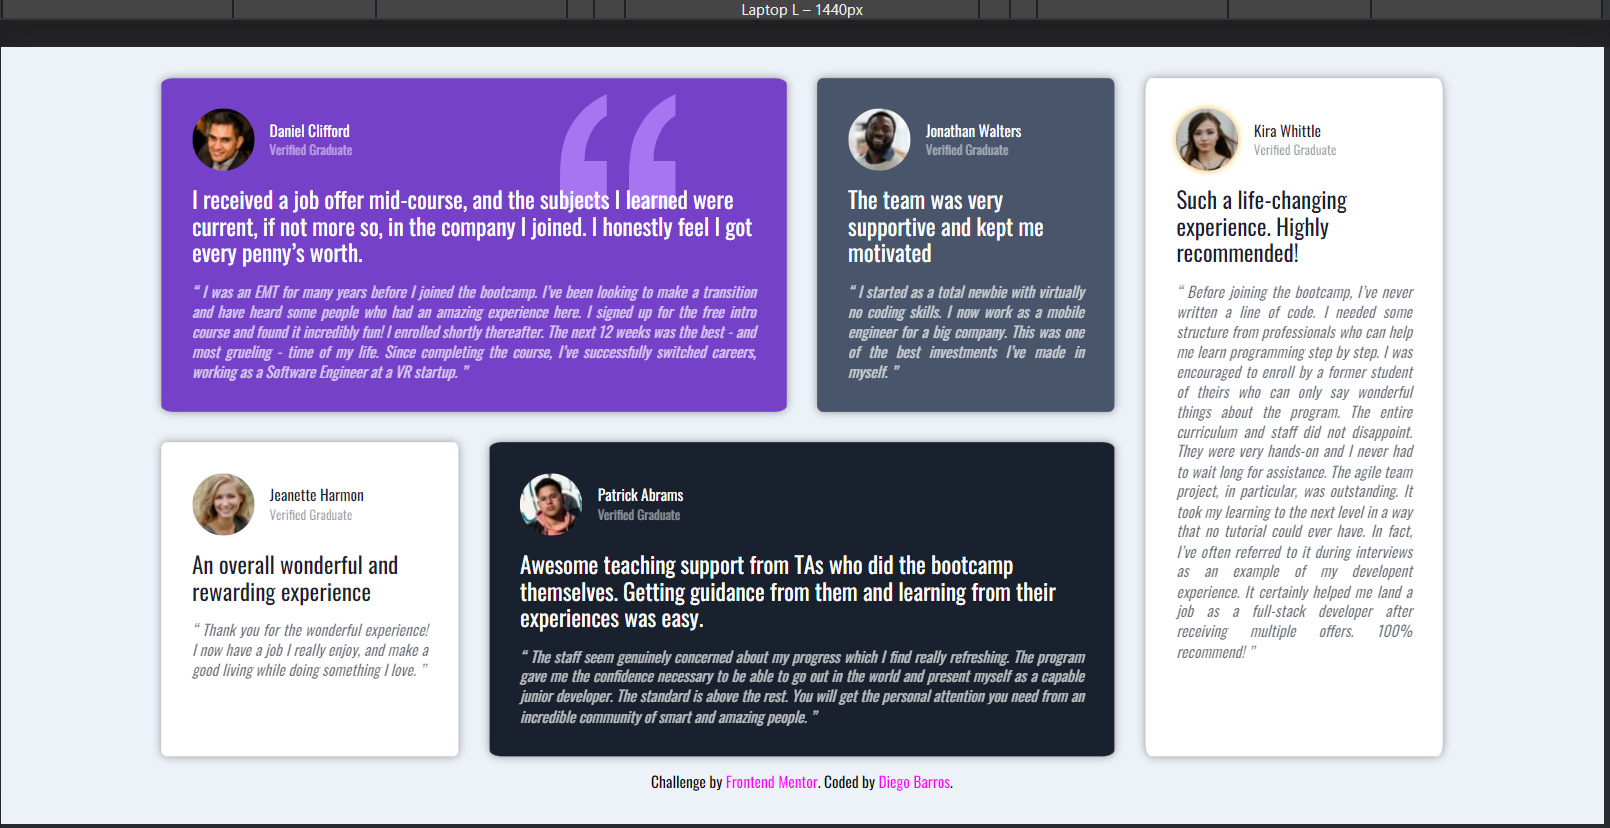 Laptop L – 1440px
Daniel Clifford
Verified Graduate
I received a job offer mid-course, and the subjects I learned were
current, if not more so, in the company I joined. I honestly feel I got
every penny’s worth.
“ I was an EMT for many years before I joined the bootcamp. I’ve been looking to make a transition
and have heard some people who had an amazing experience here. I signed up for the free intro
course and found it incredibly fun! I enrolled shortly thereafter. The next 12 weeks was the best - and
most grueling - time of my life. Since completing the course, I’ve successfully switched careers,
working as a Software Engineer at a VR startup. ”
Jonathan Walters
Verified Graduate
The team was very
supportive and kept me
motivated
“ I started as a total newbie with virtually
no coding skills. I now work as a mobile
engineer for a big company. This was one
of the best investments I’ve made in
myself. ”
Kira Whittle
Verified Graduate
Such a life-changing
experience. Highly
recommended!
“ Before joining the bootcamp, I’ve never
written a line of code. I needed some
structure from professionals who can help
me learn programming step by step. I was
encouraged to enroll by a former student
of theirs who can only say wonderful
things about the program. The entire
curriculum and staff did not disappoint.
They were very hands-on and I never had
to wait long for assistance. The agile team
project, in particular, was outstanding. It
took my learning to the next level in a way
that no tutorial could ever have. In fact,
I’ve often referred to it during interviews
as an example of my developent
experience. It certainly helped me land a
job as a full-stack developer after
receiving multiple offers. 100%
recommend! ”
Jeanette Harmon
Verified Graduate
An overall wonderful and
rewarding experience
“ Thank you for the wonderful experience!
I now have a job I really enjoy, and make a
good living while doing something I love. ”
Patrick Abrams
Verified Graduate
Awesome teaching support from TAs who did the bootcamp
themselves. Getting guidance from them and learning from their
experiences was easy.
“ The staff seem genuinely concerned about my progress which I find really refreshing. The program
gave me the confidence necessary to be able to go out in the world and present myself as a capable
junior developer. The standard is above the rest. You will get the personal attention you need from an
incredible community of smart and amazing people. ”
Challenge by Frontend Mentor. Coded by Diego Barros.